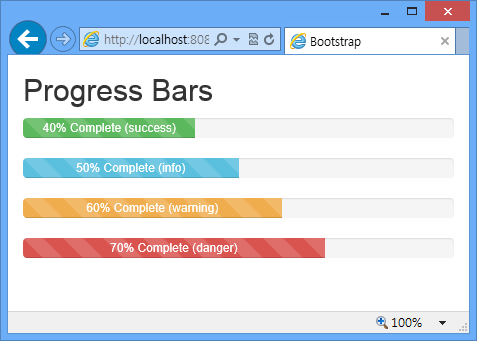 http://localhost:808
Bootstrap
Progress Bars
40% Complete (success)
50% Complete (info)
60% Complete (warning)
70% Complete (danger)
100%